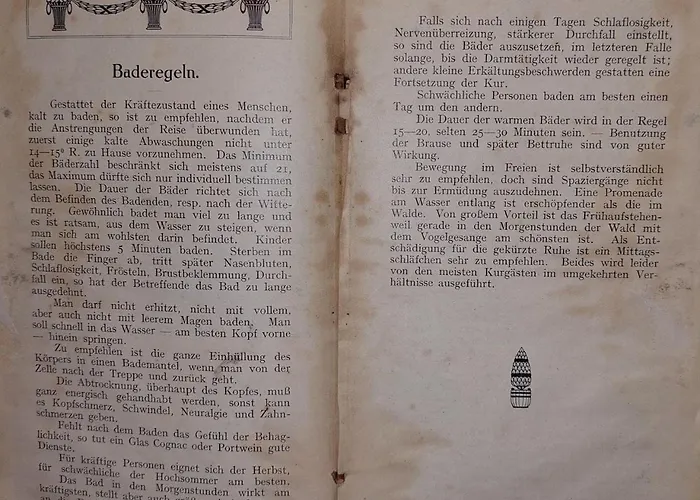 Baderegeln.
Gestattet der Kräftezustand eines Menschen,
kalt zu baden, so ist zu empfehlen, nachdem er
die Anstrengungen der Reise überwunden hat,
zuerst einige kalte Abwaschungen nicht unter
14—15° R. zu Hause vorzunehmen. Das Minimum
der Bäderzahl beschränkt sich meistens auf 21,
das Maximum dürfte sich nur individuell bestimmen
lassen. Die Dauer der Bäder richtet sich nach
dem Befinden des Badenden, resp. nach der Witte-
rung. Gewöhnlich badet man viel zu lange und
es ist ratsam, aus dem Wasser zu steigen, wenn
man sich am wohlsten darin befindet. Kinder
sollen höchstens 5 Minuten baden. Sterben im
Bade die Finger ab, tritt später Nasenbluten,
Schlaflosigkeit, Frösteln, Brustbeklemmung, Durch-
fall ein, so hat der Betreffende das Bad zu lange
ausgedehnt.
Man darf nicht erhitzt, nicht mit vollem,
aber auch nicht mit leerem Magen baden. Man
soll schnell in das Wasser — am besten Kopf vorne
— hinein springen.
Zu empfehlen ist die ganze Einhüllung des
Körpers in einen Bademantel, wenn man von der
Zelle nach der Treppe und zurück geht.
Die Abtrocknung, überhaupt des Kopfes, muß
ganz energisch gehandhabt werden, sonst kann
es Kopfschmerz, Schwindel, Neuralgie und Zahn-
schmerzen geben.
Fehlt nach dem Baden das Gefühl der Behag-
lichkeit, so tut ein Glas Cognac oder Portwein gute
Dienste.
Für kräftige Personen eignet sich der Herbst,
für schwächliche der Hochsommer am besten.
Das Bad in den Morgenstunden wirkt am
kräftigsten, stellt aber auch
Falls sich nach einigen Tagen Schlaflosigkeit,
Nervenüberreizung, stärkerer Durchfall einstellt,
so sind die Bäder auszusetzen, im letzteren Falle
solange, bis die Darmtätigkeit wieder geregelt ist;
andere kleine Erkältungsbeschwerden gestatten eine
Fortsetzung der Kur.
Schwächliche Personen baden am besten einen
Tag um den andern.
Die Dauer der warmen Bäder wird in der Regel
15—20, selten 25—30 Minuten sein. — Benutzung
der Brause und später Bettruhe sind von guter
Wirkung.
Bewegung im Freien ist selbstverständlich
sehr zu empfehlen, doch sind Spaziergänge nicht
bis zur Ermüdung auszudehnen. Eine Promenade
am Wasser entlang ist erschöpfender als die im
Walde. Von großem Vorteil ist das Frühaufstehen-
weil gerade in den Morgenstunden der Wald mit
dem Vogelgesange am schönsten ist. Als Ent-
schädigung für die gekürzte Ruhe ist ein Mittags-
schläfchen sehr zu empfehlen. Beides wird leider
von den meisten Kurgästen im umgekehrten Ver-
hältnisse ausgeführt.